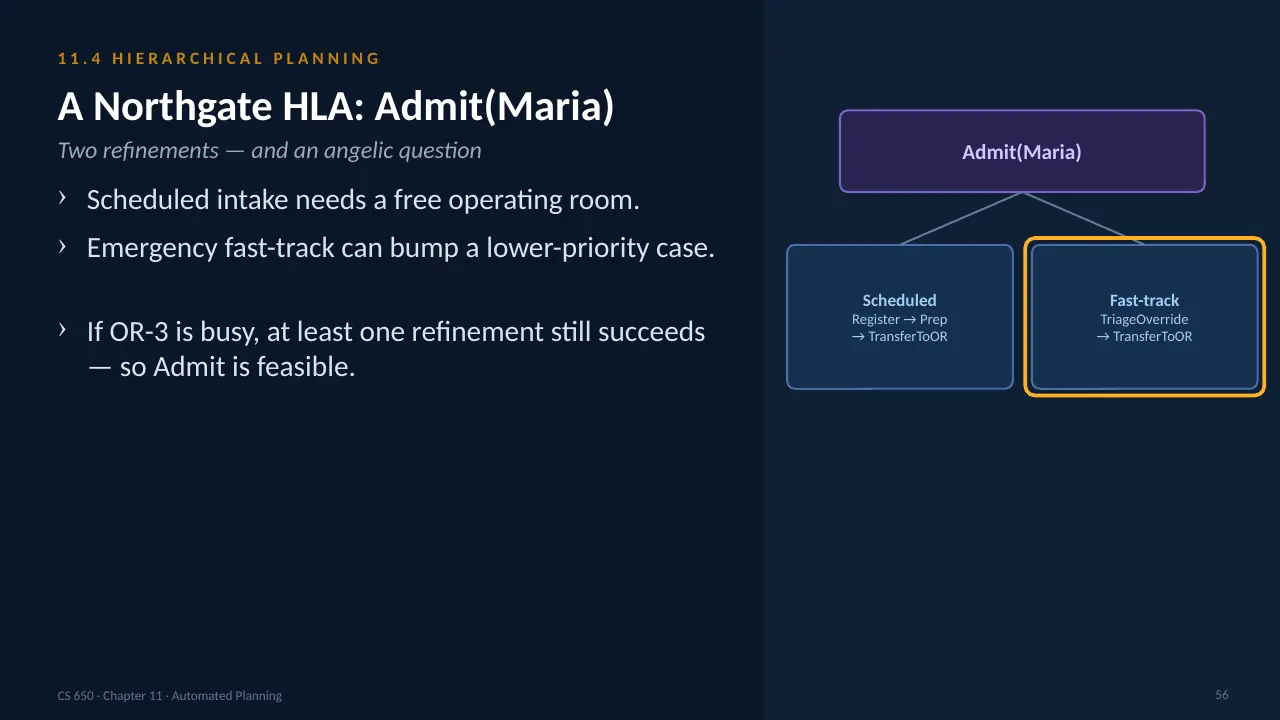 11.4 HIERARCHICAL PLANNING
A Northgate HLA: Admit(Maria)
Two refinements — and an angelic question
› Scheduled intake needs a free operating room.
› Emergency fast-track can bump a lower-priority case.
› If OR-3 is busy, at least one refinement still succeeds
— so Admit is feasible.
Admit(Maria)
Scheduled
Register → Prep
→ TransferToOR
Fast-track
TriageOverride
→ TransferToOR
CS 650 · Chapter 11 · Automated Planning
56